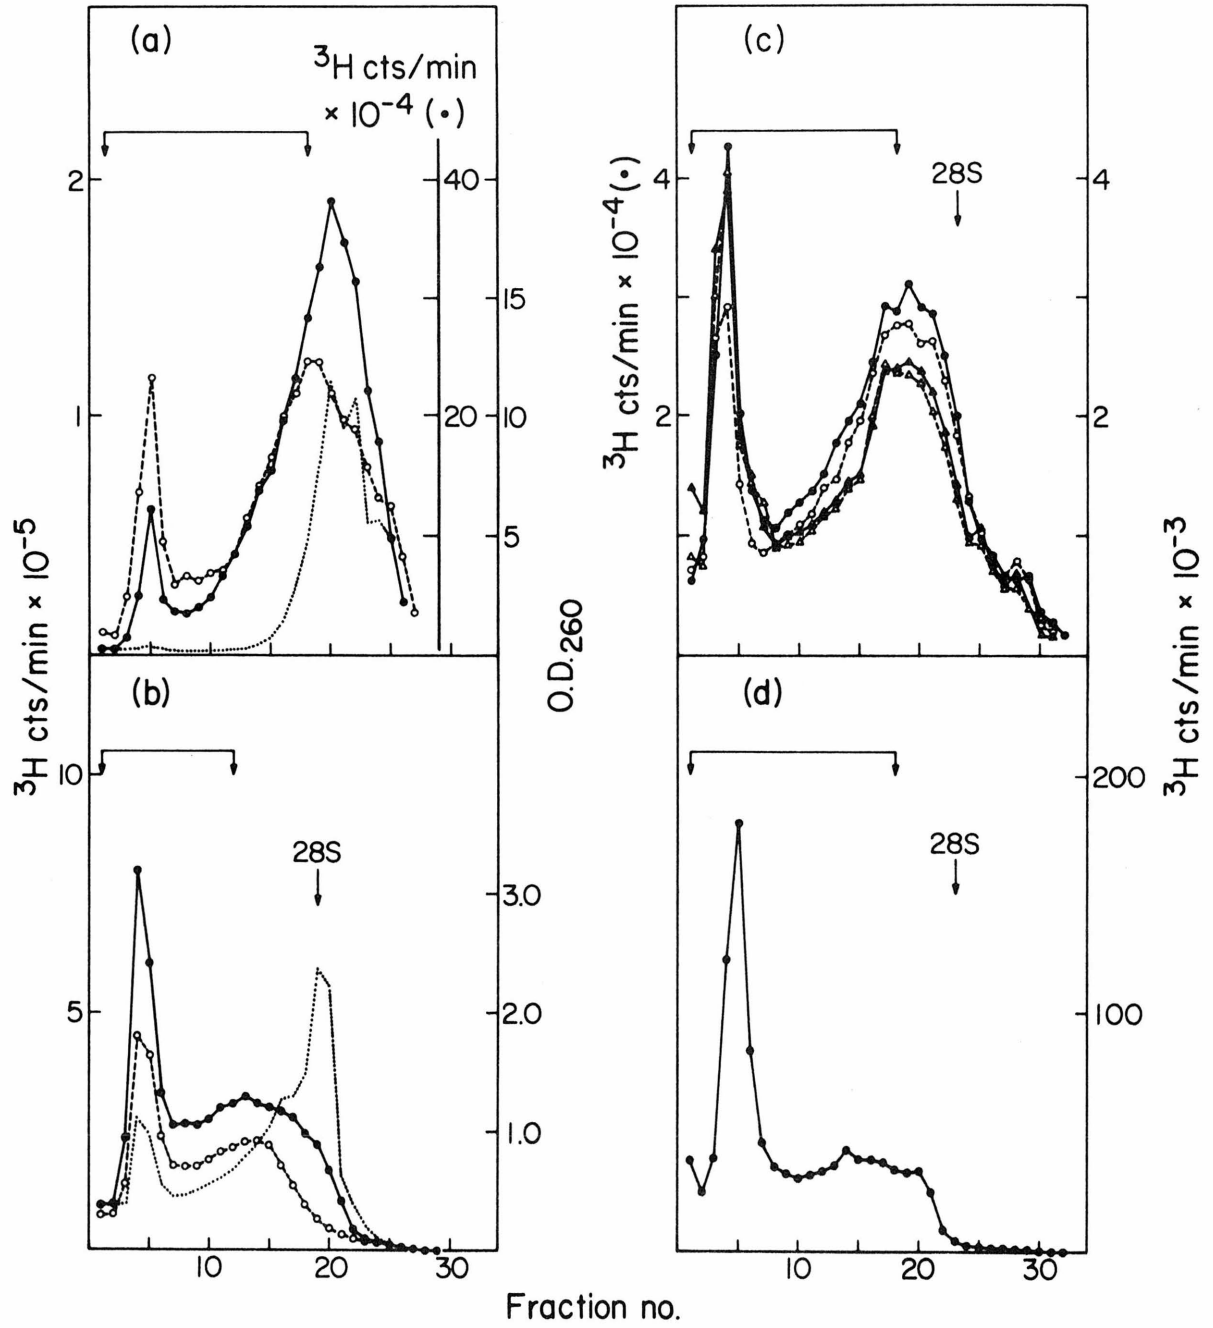 (a)
³H cts/min
× 10⁻⁴ (•)
2
1
40
20
15
10
5
(b)
10
5
28S
3.0
2.0
1.0
10
20
30
³H cts/min × 10⁻⁵
O.D.₂₆₀
(c)
³H cts/min × 10⁻⁴(•)
4
2
28S
4
2
(d)
28S
200
100
10
20
30
³H cts/min × 10⁻³
Fraction no.